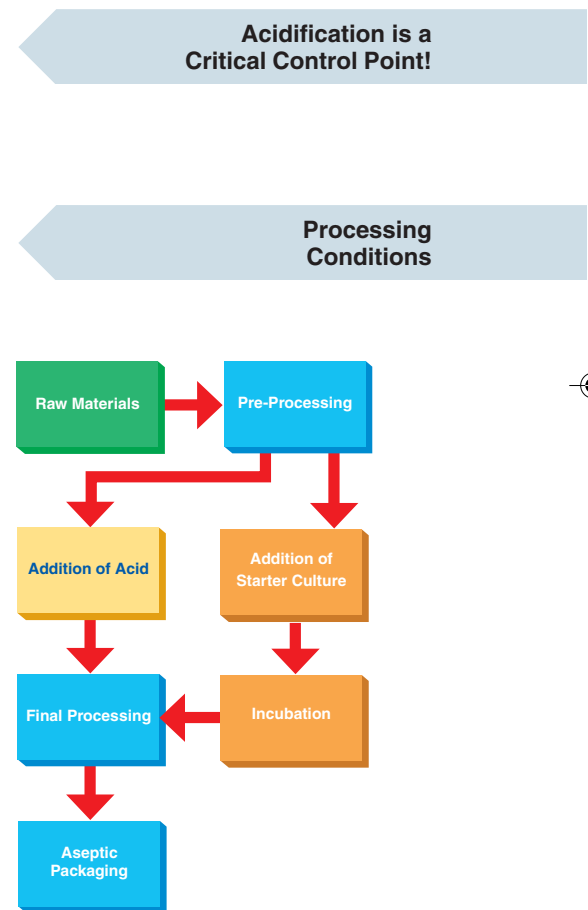 Acidification is a
Critical Control Point!
Processing
Conditions
Raw Materials
Pre-Processing
Addition of Acid
Addition of
Starter Culture
Final Processing
Incubation
Aseptic
Packaging